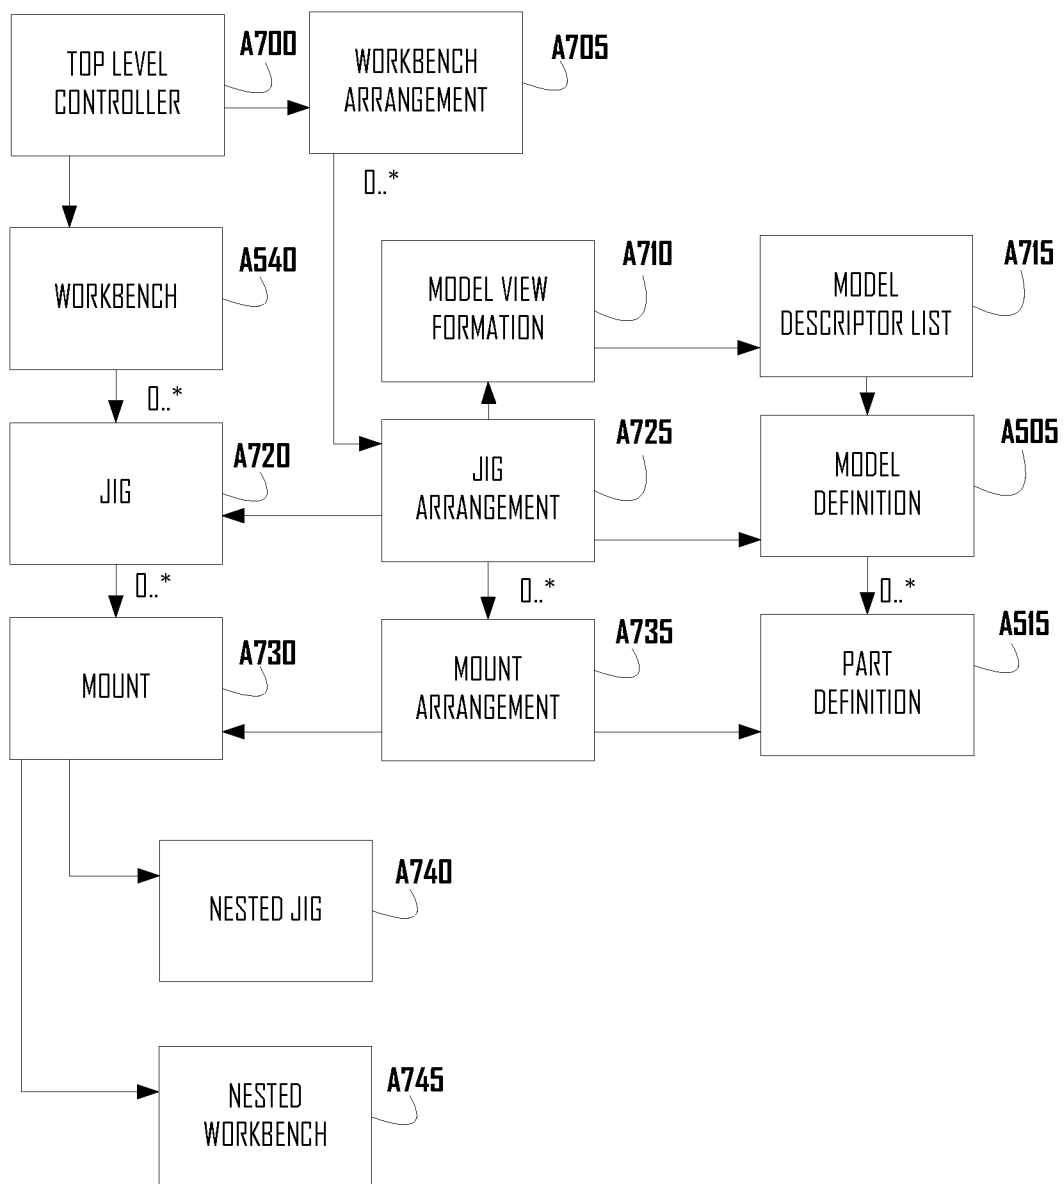 TOP LEVEL
CONTROLLER
A700
WORKBENCH
ARRANGEMENT
A705
0..*
WORKBENCH
A540
MODEL VIEW
FORMATION
A710
MODEL
DESCRIPTOR LIST
A715
0..*
JIG
A720
JIG
ARRANGEMENT
A725
MODEL
DEFINITION
A505
0..*
0..*
0..*
MOUNT
A730
MOUNT
ARRANGEMENT
A735
PART
DEFINITION
A515
NESTED JIG
A740
NESTED
WORKBENCH
A745